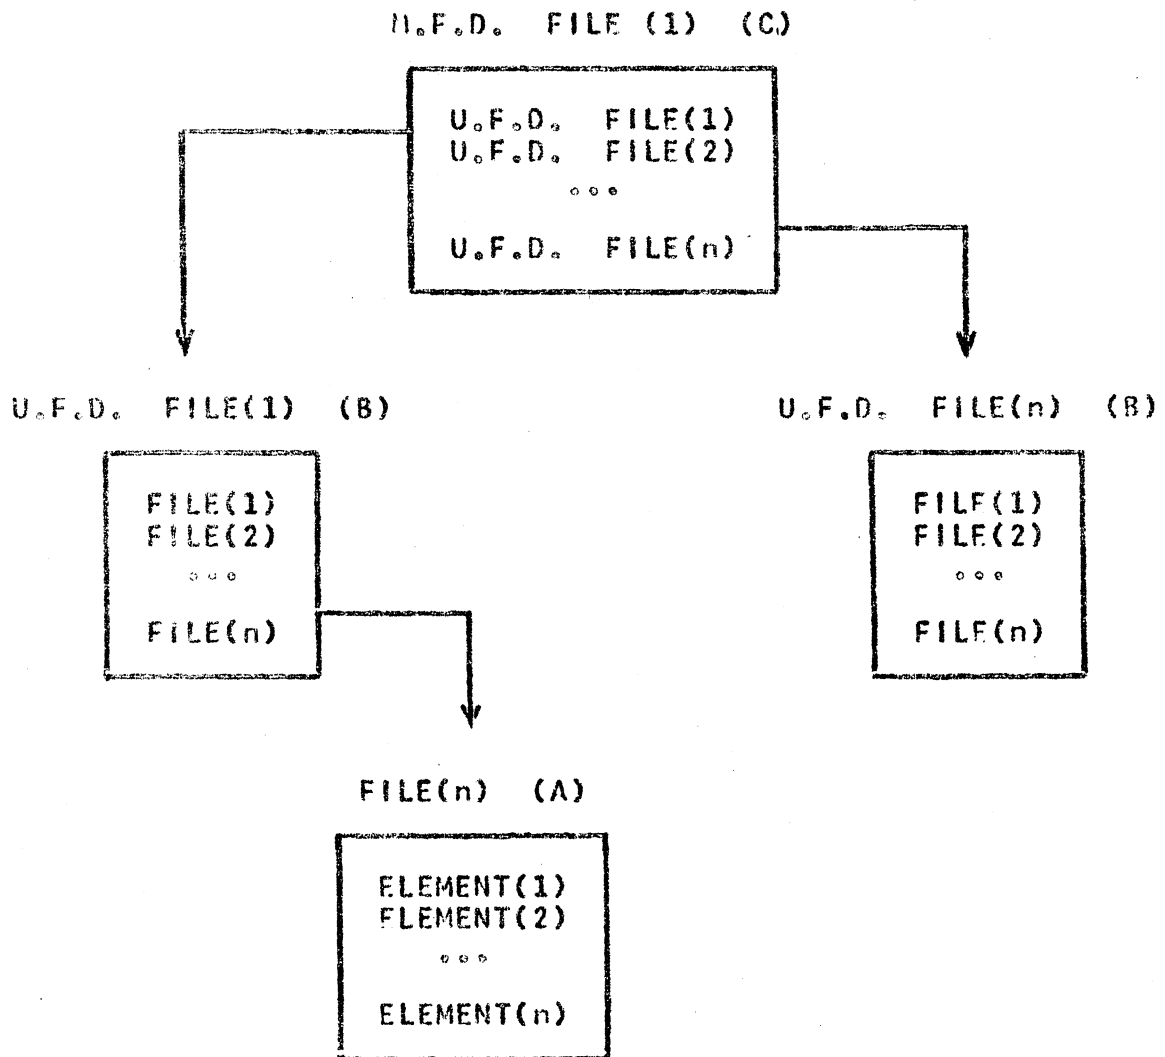 M.F.D. FILE (1) (C)
U.F.D. FILE(1)
U.F.D. FILE(2)
...
U.F.D. FILE(n)
U.F.D. FILE(1) (B)
FILE(1)
FILE(2)
...
FILE(n)
U.F.D. FILE(n) (B)
FILE(1)
FILE(2)
...
FILE(n)
FILE(n) (A)
ELEMENT(1)
ELEMENT(2)
...
ELEMENT(n)